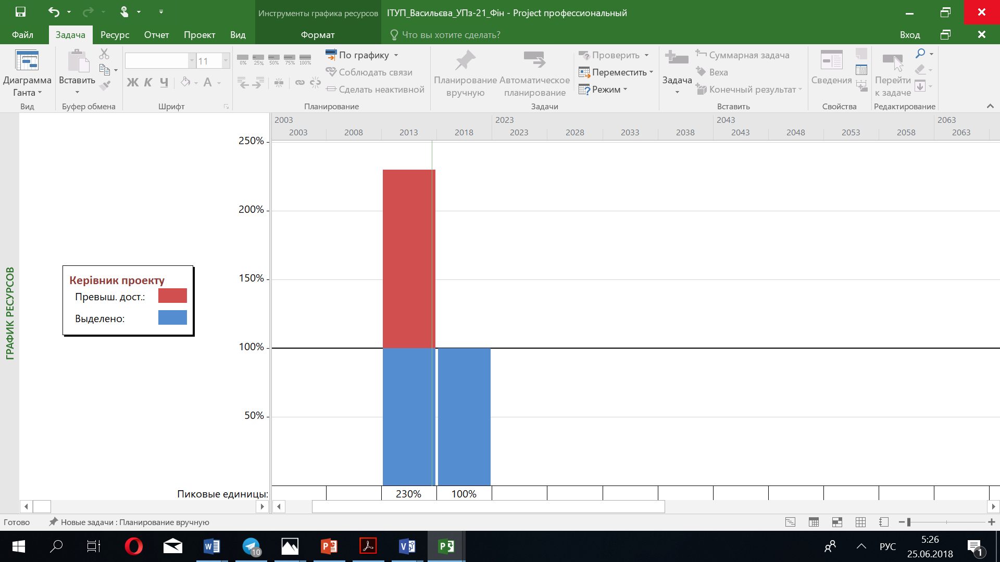 Инструменты графика ресурсов
ІТУП_Васильєва_УПз-21_Фін - Project профессиональный
Файл Задача Ресурс Отчет Проект Вид Формат Что вы хотите сделать? Вход
Диаграмма Ганта
Вид
Вставить
Буфер обмена
11
Ж К Ч А
Шрифт
0% 25% 50% 75% 100%
По графику
Соблюдать связи
Сделать неактивной
Планирование
Планирование вручную
Автоматическое планирование
Проверить
Переместить
Режим
Задачи
Задача
Суммарная задача
Веха
Конечный результат
Вставить
Сведения
Свойства
Перейти к задаче
Редактирование
ГРАФИК РЕСУРСОВ
2003 2023 2043 2063
2003 2008 2013 2018 2023 2028 2033 2038 2043 2048 2053 2058 2063
250%
200%
150%
100%
50%
Керівник проекту
Превыш. дост.:
Выделено:
Пиковые единицы: 230% 100%
Готово Новые задачи : Планирование вручную
10
РУС
5:26
25.06.2018
1